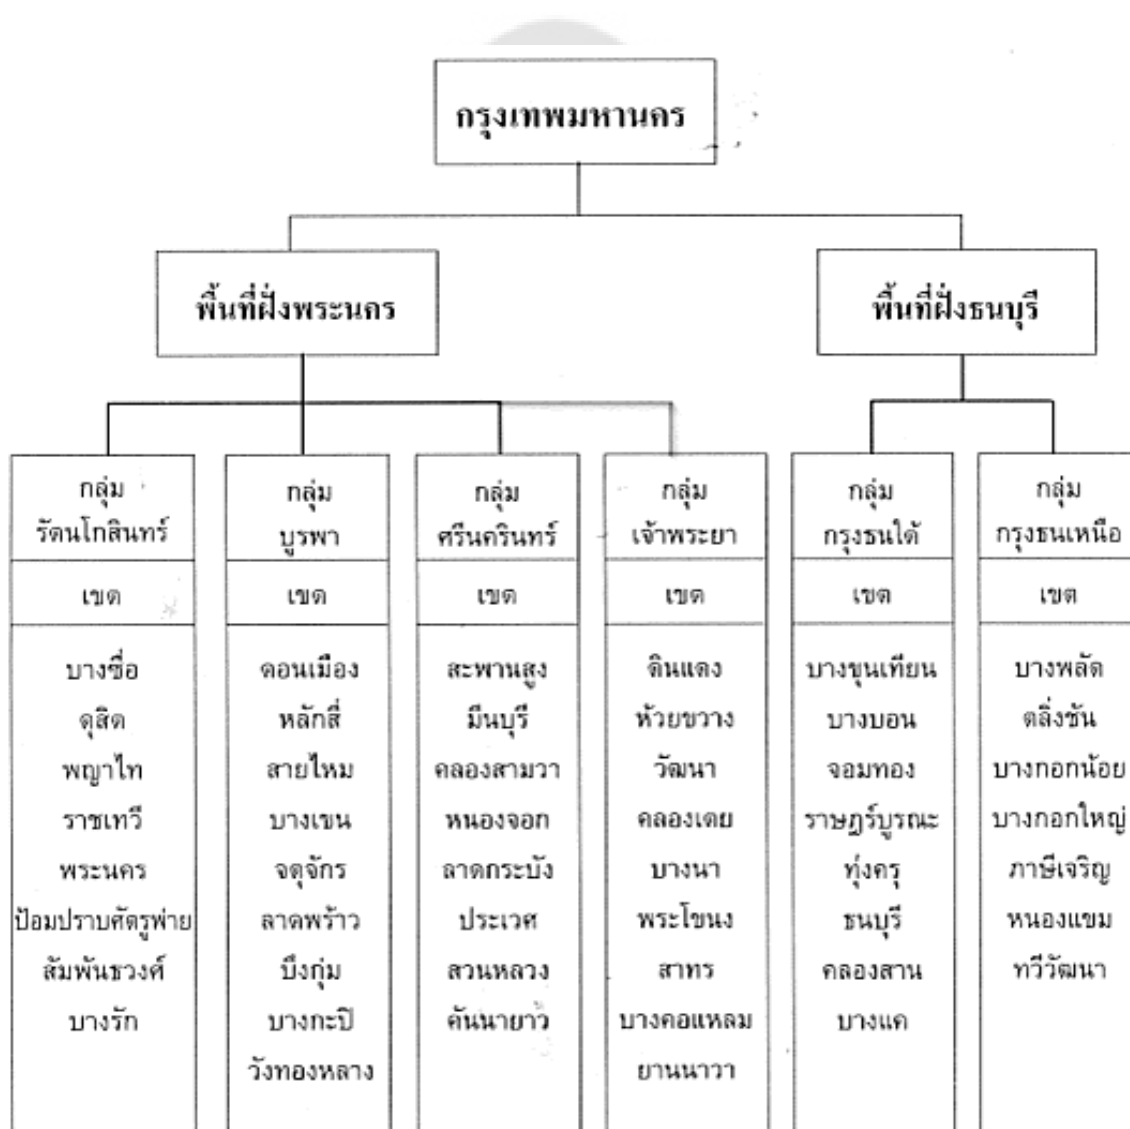 กรุงเทพมหานคร
พื้นที่ฝั่งพระนคร
พื้นที่ฝั่งธนบุรี
กลุ่ม
รัตนโกสินทร์
เขต
บางซื่อ
ดุสิต
พญาไท
ราชเทวี
พระนคร
ป้อมปราบศัตรูพ่าย
สัมพันธวงศ์
บางรัก
กลุ่ม
บูรพา
เขต
ดอนเมือง
หลักสี่
สายไหม
บางเขน
จตุจักร
ลาดพร้าว
บึงกุ่ม
บางกะปิ
วังทองหลาง
กลุ่ม
ศรีนครินทร์
เขต
สะพานสูง
มีนบุรี
คลองสามวา
หนองจอก
ลาดกระบัง
ประเวศ
สวนหลวง
คันนายาว
กลุ่ม
เจ้าพระยา
เขต
ดินแดง
ห้วยขวาง
วัฒนา
คลองเตย
บางนา
พระโขนง
สาทร
บางคอแหลม
ยานนาวา
กลุ่ม
กรุงธนใต้
เขต
บางขุนเทียน
บางบอน
จอมทอง
ราษฎร์บูรณะ
ทุ่งครุ
ธนบุรี
คลองสาน
บางแค
กลุ่ม
กรุงธนเหนือ
เขต
บางพลัด
ตลิ่งชัน
บางกอกน้อย
บางกอกใหญ่
ภาษีเจริญ
หนองแขม
ทวีวัฒนา